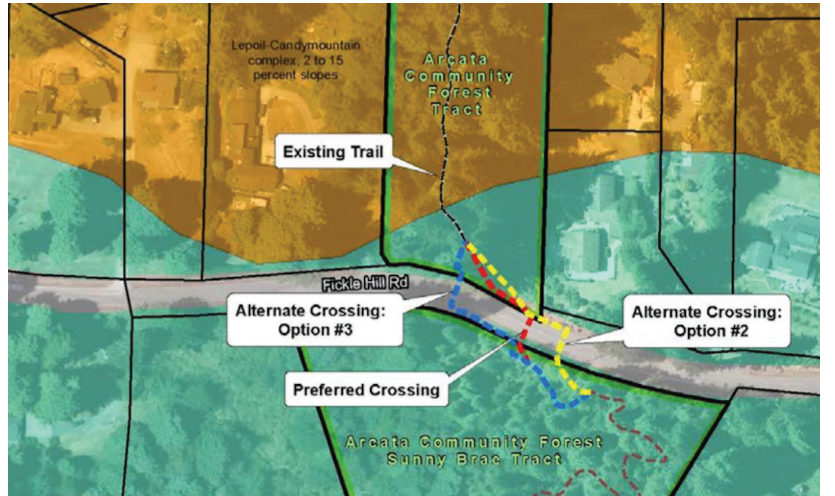 Lepoil-Candymountain
complex, 2 to 15
percent slopes
Arcata
Community
Forest
Tract
Existing Trail
Fickle Hill Rd
Alternate Crossing:
Option #3
Alternate Crossing:
Option #2
Preferred Crossing
Arcata Community Forest
Sunny Brae Tract